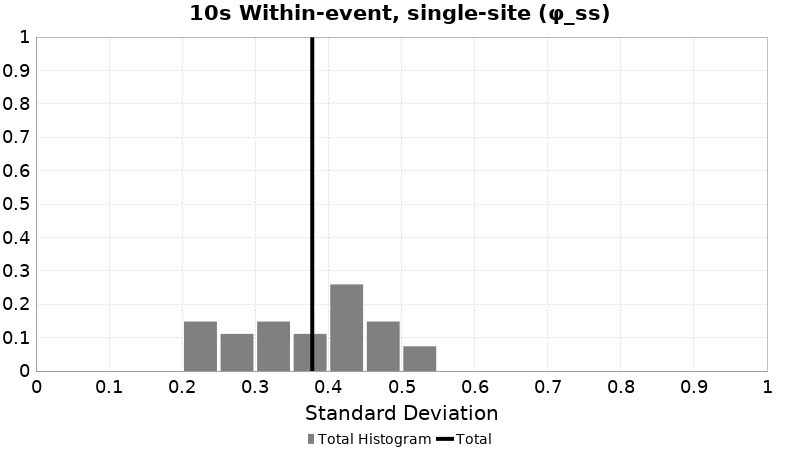 10s Within-event, single-site (φ_ss)
1
0.9
0.8
0.7
0.6
0.5
0.4
0.3
0.2
0.1
0
0 0.1 0.2 0.3 0.4 0.5 0.6 0.7 0.8 0.9 1
Standard Deviation
Total Histogram Total